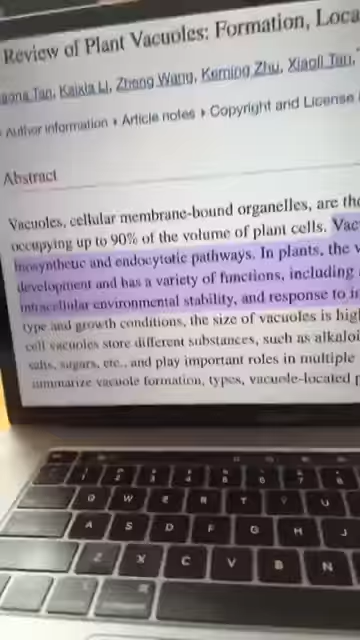 Review of Plant Vacuoles: Formation, Loca
Tan, Kaixia Li, Zheng Wang, Keming Zhu, Xiaoli Tan,
Author information Article notes Copyright and License
Abstract
Vacuoles, cellular membrane-bound organelles, are the
occupying up to 90% of the volume of plant cells. Vac
biosynthetic and endocytotic pathways. In plants, the v
development and has a variety of functions, including
intracellular environmental stability, and response to
type and growth conditions, the size of vacuoles is
cell vacuoles store different substances, such as alkaloi
salts, sugars, etc., and play important roles in multiple
summarize vacuole formation, types, vacuole-located
Q W E R T Y U
A S D F G H J
Z X C V B N